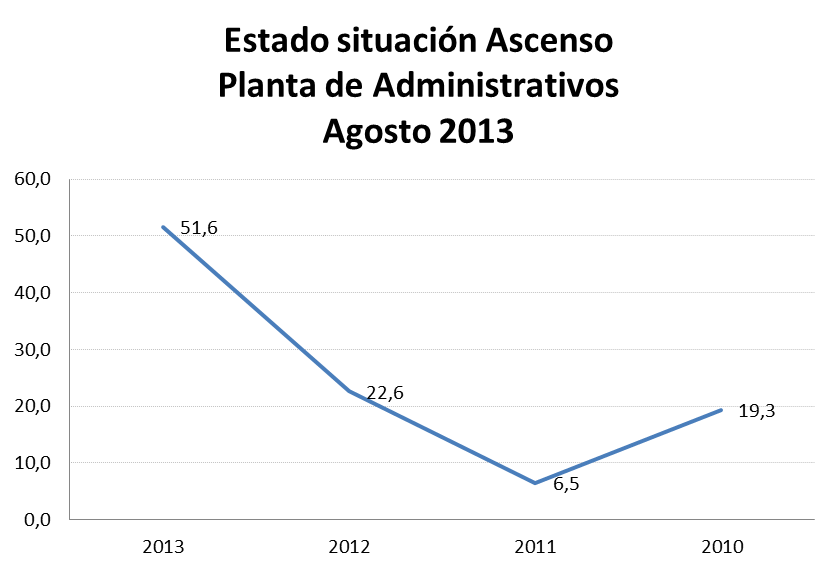 Estado situación Ascenso
Planta de Administrativos
Agosto 2013
60,0
50,0
40,0
30,0
20,0
10,0
0,0
51,6
22,6
6,5
19,3
2013 2012 2011 2010